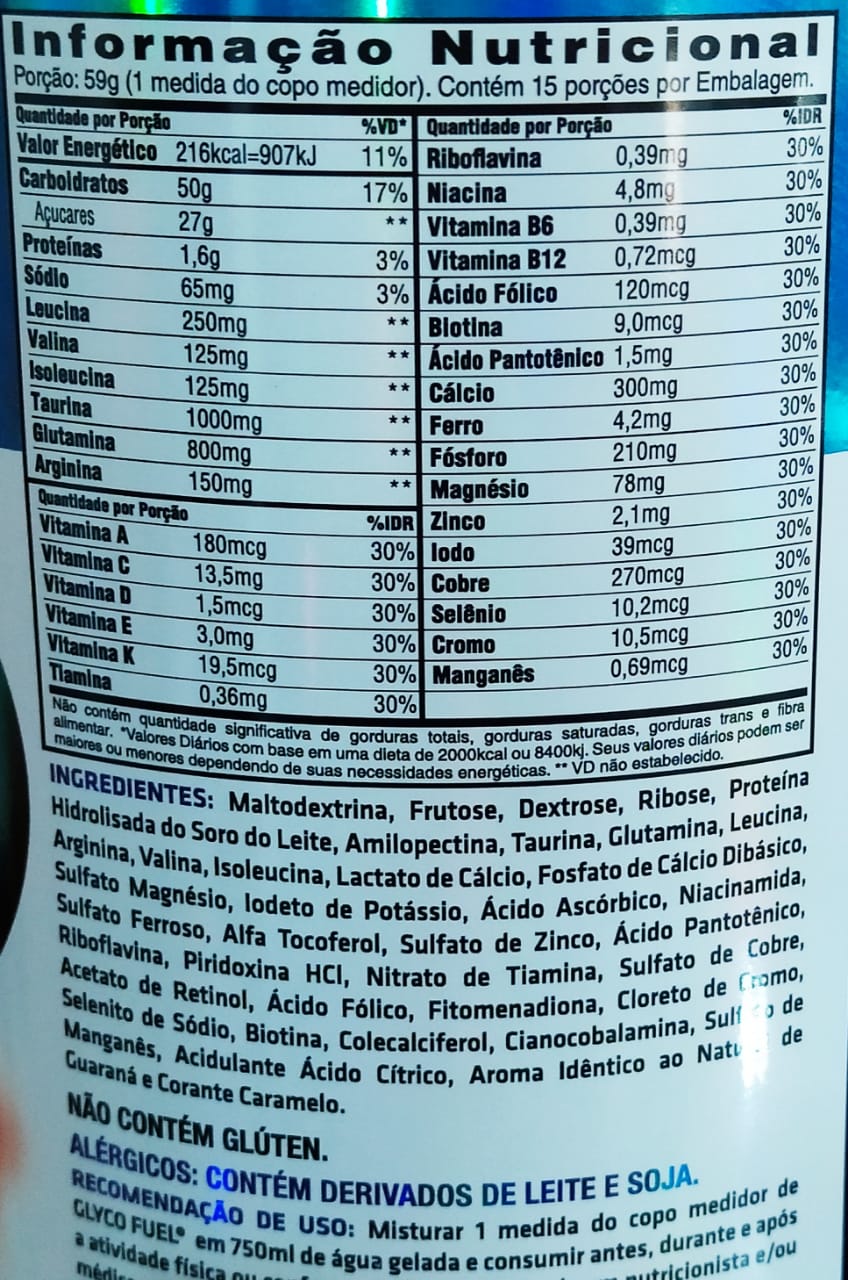 Informação Nutricional
Porção: 59g (1 medida do copo medidor). Contém 15 porções por Embalagem.
Quantidade por Porção %VD*
Valor Energético 216kcal=907kJ 11%
Carboidratos 50g 17%
Açucares 27g **
Proteínas 1,6g 3%
Sódio 65mg 3%
Leucina 250mg **
Valina 125mg **
Isoleucina 125mg **
Taurina 1000mg **
Glutamina 800mg **
Arginina 150mg **
Quantidade por Porção %IDR
Vitamina A 180mcg 30%
Vitamina C 13,5mg 30%
Vitamina D 1,5mcg 30%
Vitamina E 3,0mg 30%
Vitamina K 19,5mcg 30%
Tiamina 0,36mg 30%
Quantidade por Porção %IDR
Riboflavina 0,39mg 30%
Niacina 4,8mg 30%
Vitamina B6 0,39mg 30%
Vitamina B12 0,72mcg 30%
Ácido Fólico 120mcg 30%
Biotina 9,0mcg 30%
Ácido Pantotênico 1,5mg 30%
Cálcio 300mg 30%
Ferro 4,2mg 30%
Fósforo 210mg 30%
Magnésio 78mg 30%
Zinco 2,1mg 30%
Iodo 39mcg 30%
Cobre 270mcg 30%
Selênio 10,2mcg 30%
Cromo 10,5mcg 30%
Manganês 0,69mcg 30%
Não contém quantidade significativa de gorduras totais, gorduras saturadas, gorduras trans e fibra
alimentar. *Valores Diários com base em uma dieta de 2000kcal ou 8400kj. Seus valores diários podem ser
maiores ou menores dependendo de suas necessidades energéticas. ** VD não estabelecido.
INGREDIENTES: Maltodextrina, Frutose, Dextrose, Ribose, Proteína
Hidrolisada do Soro do Leite, Amilopectina, Taurina, Glutamina, Leucina,
Arginina, Valina, Isoleucina, Lactato de Cálcio, Fosfato de Cálcio Dibásico,
Sulfato Magnésio, Iodeto de Potássio, Ácido Ascórbico, Niacinamida,
Sulfato Ferroso, Alfa Tocoferol, Sulfato de Zinco, Ácido Pantotênico,
Riboflavina, Piridoxina HCl, Nitrato de Tiamina, Sulfato de Cobre,
Acetato de Retinol, Ácido Fólico, Fitomenadiona, Cloreto de Cromo,
Selenito de Sódio, Biotina, Colecalciferol, Cianocobalamina, de
Manganês, Acidulante Ácido Cítrico, Aroma Idêntico ao de
Guaraná e Corante Caramelo.
NÃO CONTÉM GLÚTEN.
ALÉRGICOS: CONTÉM DERIVADOS DE LEITE E SOJA.
RECOMENDAÇÃO DE USO: Misturar 1 medida do copo medidor de
GLYCO FUEL® em 750ml de água gelada e consumir antes, durante e após
a atividade física nutricionista e/ou